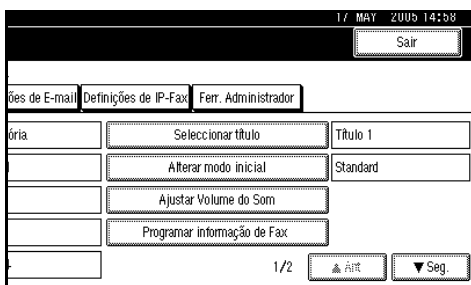 17 MAY 2005 14:58
Sair
ões de E-mail Definições de IP-Fax Ferr. Administrador
ória Seleccionar título Título 1
Alterar modo inicial Standard
Ajustar Volume do Som
Programar informação de Fax
1/2 ▲ Ant ▼ Seg.